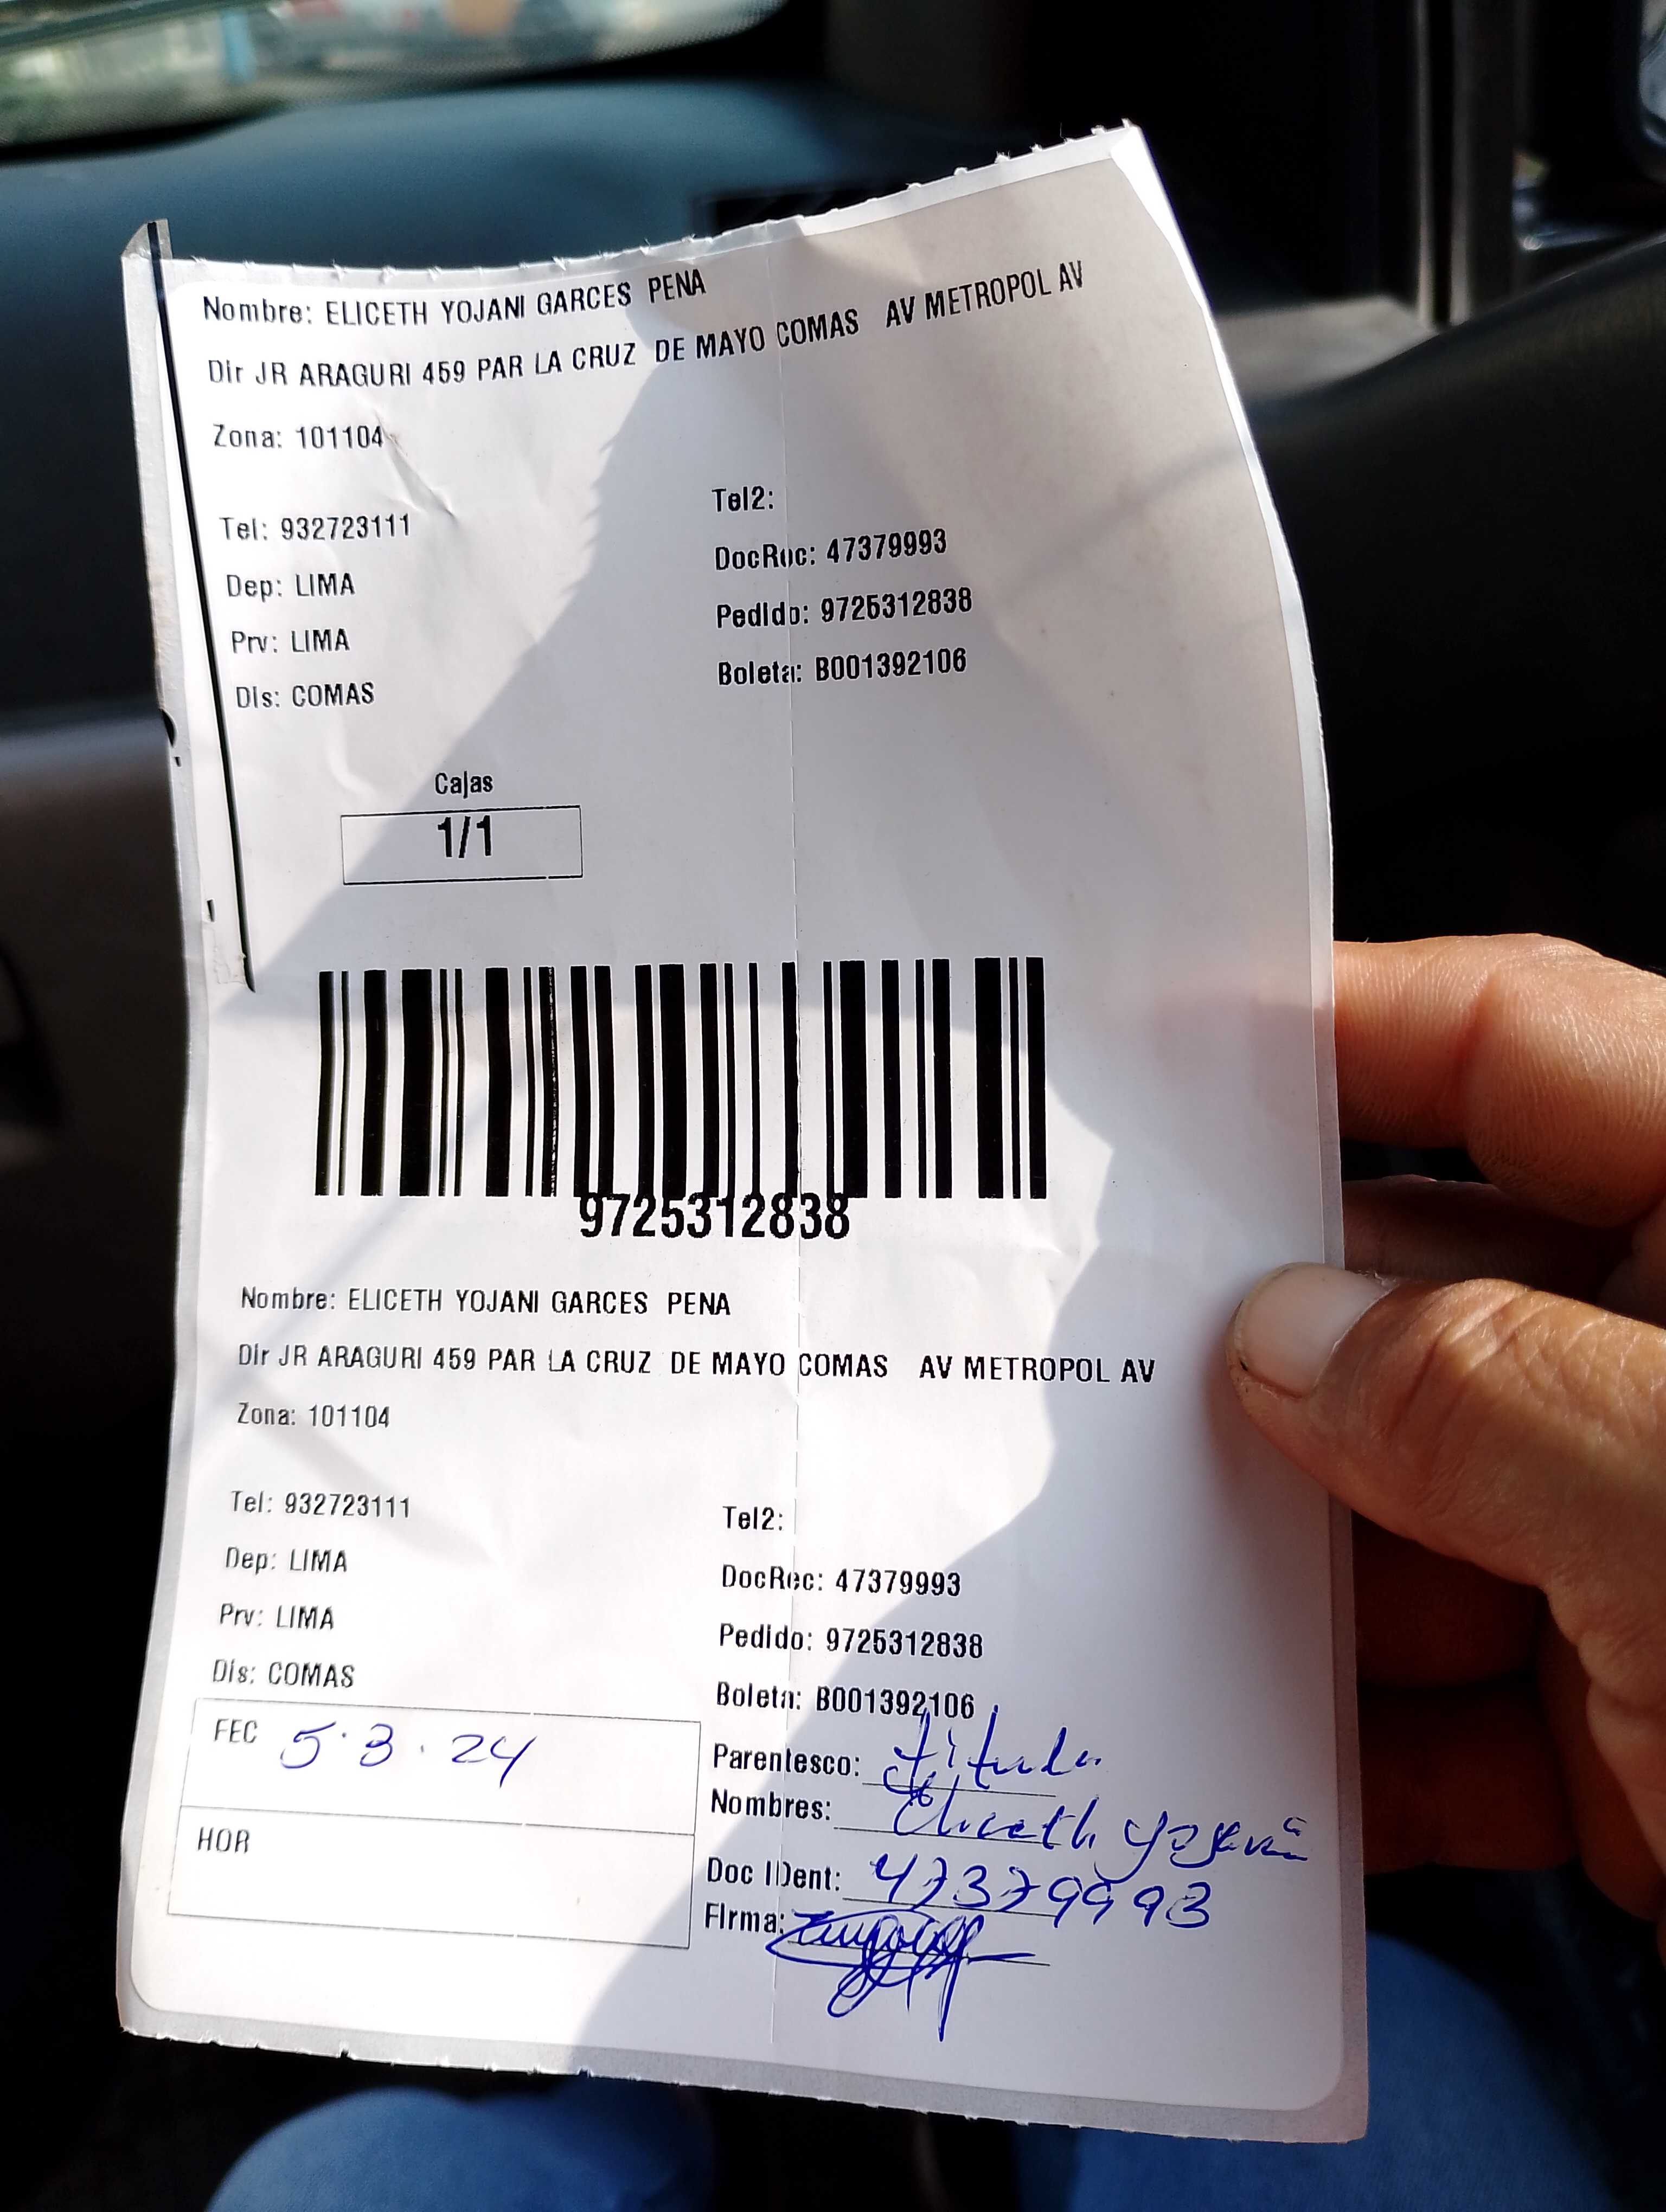 Nombre: ELICETH YOJANI GARCES PENA
Dir JR ARAGURI 459 PAR LA CRUZ DE MAYO COMAS AV METROPOL AV
Zona: 101104
Tel: 932723111
Tel2:
Dep: LIMA
DocRec: 47379993
Prv: LIMA
Pedido: 9725312838
Dis: COMAS
Boleta: B001392106
Cajas
1/1
9725312838
Nombre: ELICETH YOJANI GARCES PENA
Dir JR ARAGURI 459 PAR LA CRUZ DE MAYO COMAS AV METROPOL AV
Zona: 101104
Tel: 932723111
Tel2:
Dep: LIMA
DocRec: 47379993
Prv: LIMA
Pedido: 9725312838
Dis: COMAS
Boleta: B001392106
FEC 5.3.24
HOR
Parentesco: titular
Nombres: Eliceth Yojani
Doc IDent: 47379993
Firma: